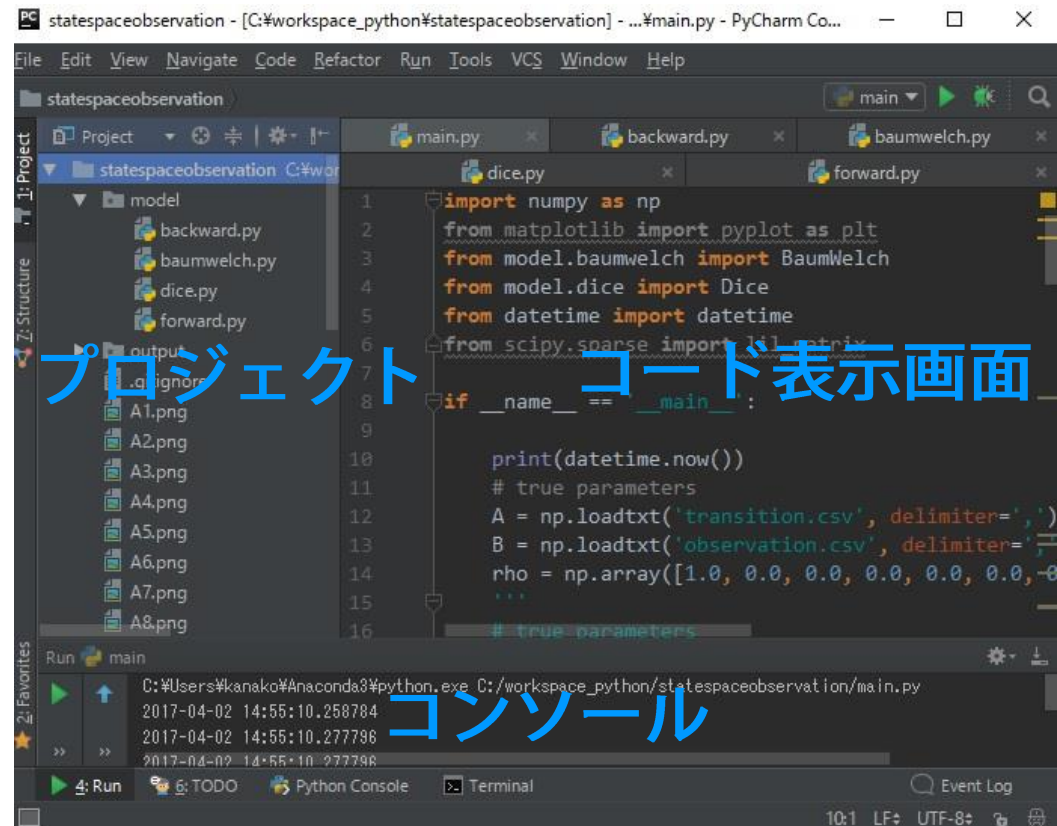 statespaceobservation - [C:¥workspace_python¥statespaceobservation] - ...¥main.py - PyCharm Co...
File Edit View Navigate Code Refactor Run Tools VCS Window Help
statespaceobservation main
1: Project
Z: Structure
2: Favorites
Project
main.py backward.py baumwelch.py
dice.py forward.py
statespaceobservation C:¥wor
model
backward.py
baumwelch.py
dice.py
forward.py
output
.gitignore
A1.png
A2.png
A3.png
A4.png
A5.png
A6.png
A7.png
A8.png
プロジェクト
1 import numpy as np
2 from matplotlib import pyplot as plt
3 from model.baumwelch import BaumWelch
4 from model.dice import Dice
5 from datetime import datetime
6 from scipy.sparse import lil_matrix
7
8 if __name__ == '__main__':
9
10 print(datetime.now())
11 # true parameters
12 A = np.loadtxt('transition.csv', delimiter=',')
13 B = np.loadtxt('observation.csv', delimiter=','
14 rho = np.array([1.0, 0.0, 0.0, 0.0, 0.0, 0.0, 0
15 '''
16 # true parameters
コード表示画面
Run main
C:¥Users¥kanako¥Anaconda3¥python.exe C:/workspace_python/statespaceobservation/main.py
2017-04-02 14:55:10.258784
2017-04-02 14:55:10.277796
2017-04-02 14:55:10.277796
コンソール
4: Run 6: TODO Python Console Terminal Event Log
10:1 LF UTF-8